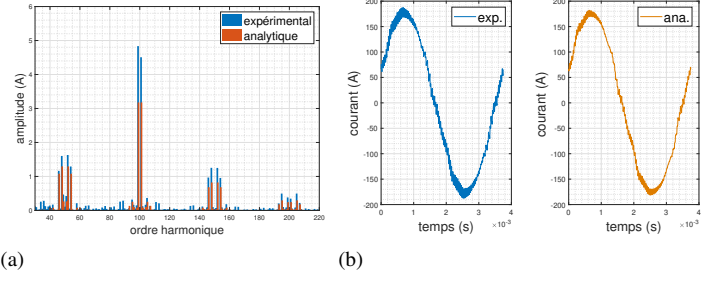 expérimental
analytique
amplitude (A)
6
5
4
3
2
1
0
40 60 80 100 120 140 160 180 200 220
ordre harmonique
(a)
exp.
courant (A)
200
150
100
50
0
-50
-100
-150
-200
0 1 2 3 4
×10⁻³
temps (s)
ana.
courant (A)
200
150
100
50
0
-50
-100
-150
-200
0 1 2 3 4
×10⁻³
temps (s)
(b)